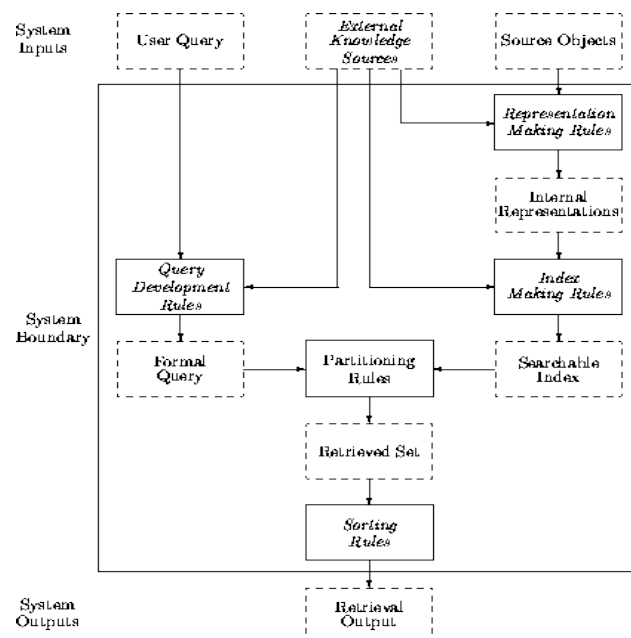 System
Inputs
User Query
External
Knowledge
Sources
Source Objects
Representation
Making Rules
Internal
Representations
Query
Development
Rules
Index
Making Rules
System
Boundary
Formal
Query
Partitioning
Rules
Searchable
Index
Retrieved Set
Sorting
Rules
System
Outputs
Retrieval
Output